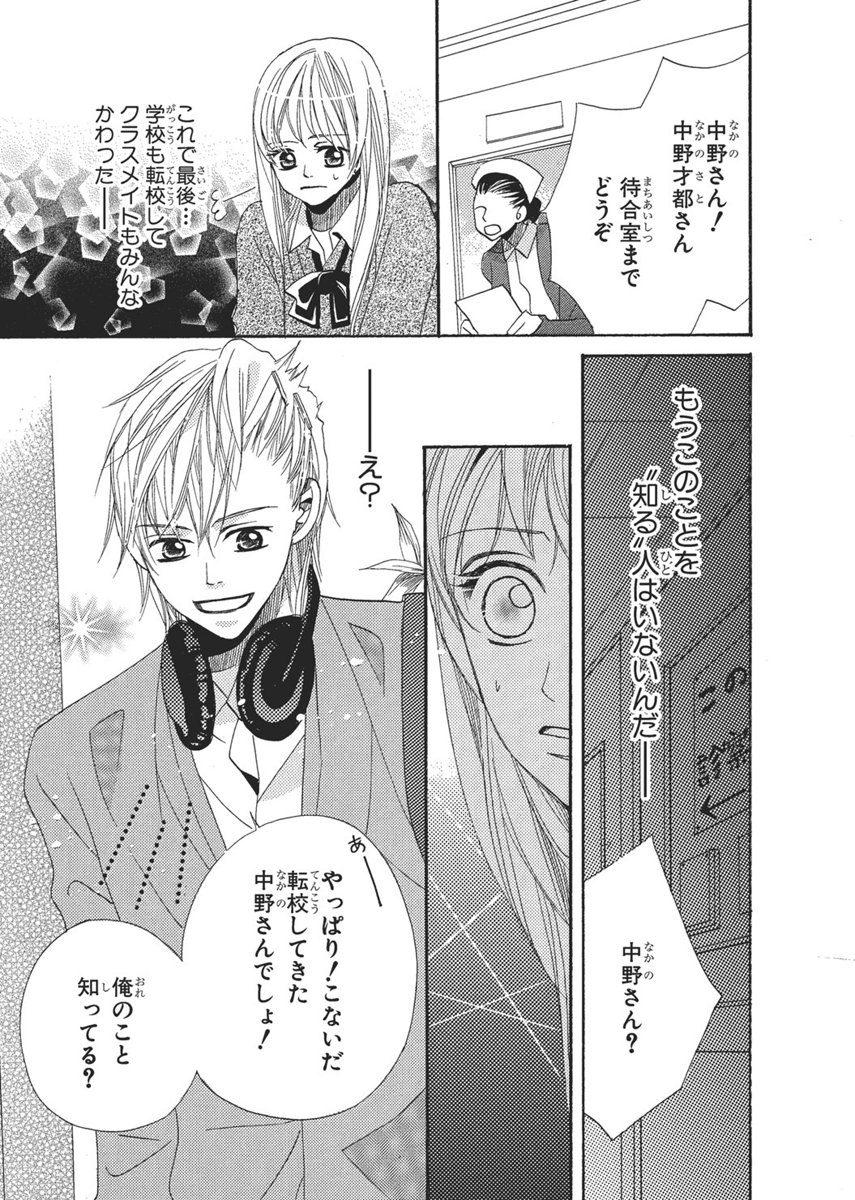 中野さん!
中野才都さん
待合室まで
どうぞ
これで最後…
学校も転校して
クラスメイトもみんな
かわった――
もうこのことを
〝知る〟人はいないんだ――
この
診察
←
中野さん?
――え?
あ――
やっぱり!こないだ
転校してきた
中野さんでしょ!
俺のこと
知ってる?